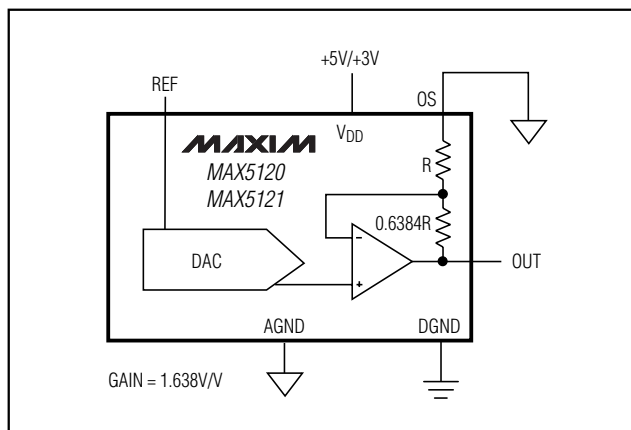 +5V/+3V
REF
OS
VDD
MAXIM
MAX5120
MAX5121
R
0.6384R
DAC
-
+
OUT
AGND
DGND
GAIN = 1.638V/V